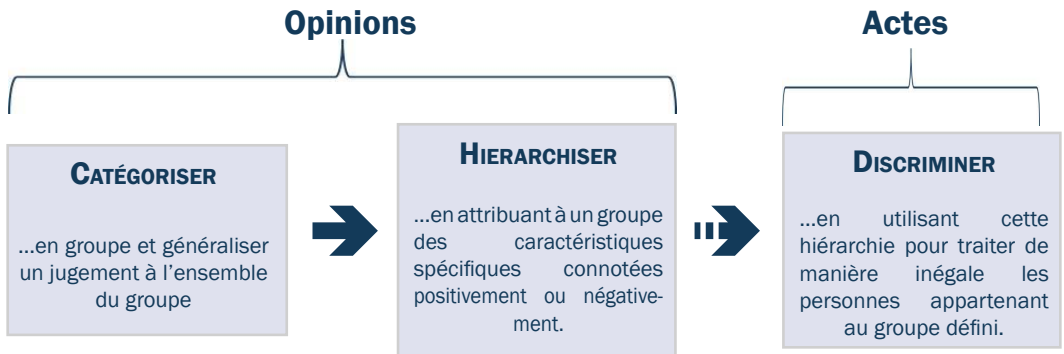 Opinions
Actes
CATÉGORISER
...en groupe et généraliser
un jugement à l'ensemble
du groupe
HIERARCHISER
...en attribuant à un groupe
des caractéristiques
spécifiques connotées
positivement ou négative-
ment.
DISCRIMINER
...en utilisant cette
hiérarchie pour traiter de
manière inégale les
personnes appartenant
au groupe défini.